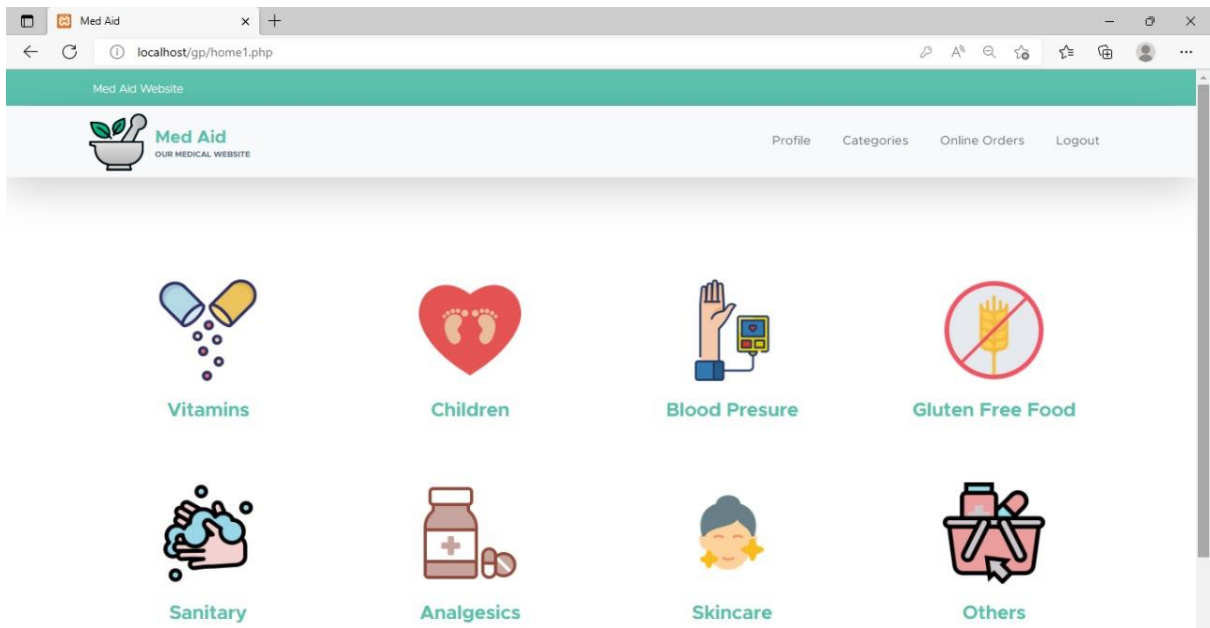 Med Aid
localhost/gp/home1.php
Med Aid Website
Med Aid
OUR MEDICAL WEBSITE
Profile Categories Online Orders Logout
Vitamins Children Blood Presure Gluten Free Food
Sanitary Analgesics Skincare Others